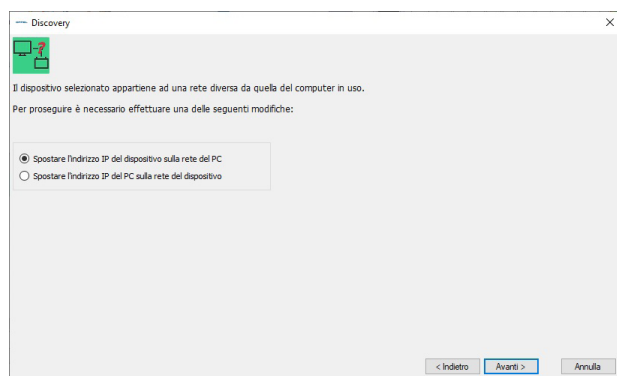 Discovery
Il dispositivo selezionato appartiene ad una rete diversa da quella del computer in uso.
Per proseguire è necessario effettuare una delle seguenti modifiche:
Spostare l'indirizzo IP del dispositivo sulla rete del PC
Spostare l'indirizzo IP del PC sulla rete del dispositivo
< Indietro
Avanti >
Annulla